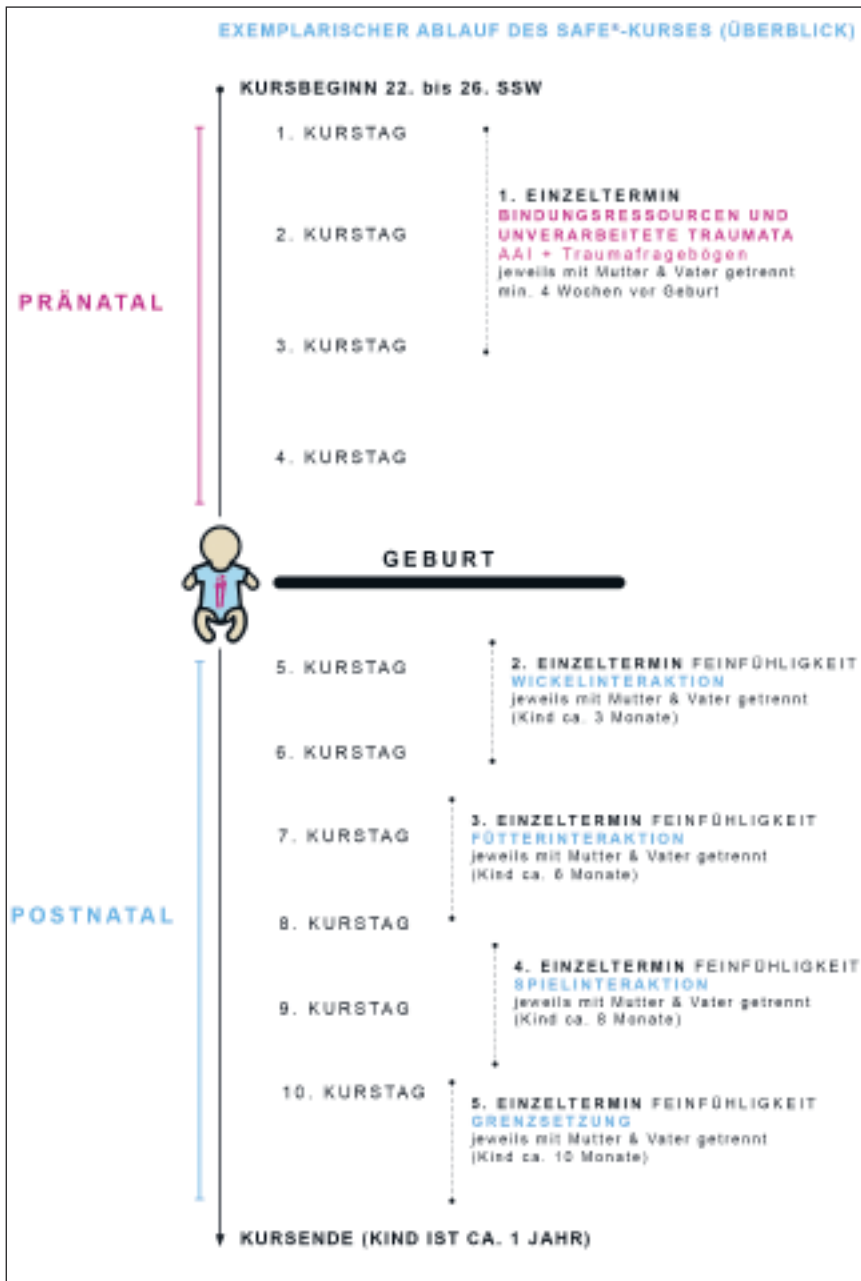 EXEMPLARISCHER ABLAUF DES SAFE®-KURSES (ÜBERBLICK)
KURSBEGINN 22. bis 26. SSW
1. KURSTAG
1. EINZELTERMIN
BINDUNGSRESSOURCEN UND
UNVERARBEITETE TRAUMATA
AAI + Traumafragebögen
jeweils mit Mutter & Vater getrennt
min. 4 Wochen vor Geburt
2. KURSTAG
PRÄNATAL
3. KURSTAG
4. KURSTAG
GEBURT
5. KURSTAG
2. EINZELTERMIN FEINFÜHLIGKEIT
WICKELINTERAKTION
jeweils mit Mutter & Vater getrennt
(Kind ca. 3 Monate)
6. KURSTAG
3. EINZELTERMIN FEINFÜHLIGKEIT
FÜTTERINTERAKTION
jeweils mit Mutter & Vater getrennt
(Kind ca. 6 Monate)
7. KURSTAG
POSTNATAL
8. KURSTAG
4. EINZELTERMIN FEINFÜHLIGKEIT
SPIELINTERAKTION
jeweils mit Mutter & Vater getrennt
(Kind ca. 8 Monate)
9. KURSTAG
10. KURSTAG
5. EINZELTERMIN FEINFÜHLIGKEIT
GRENZSETZUNG
jeweils mit Mutter & Vater getrennt
(Kind ca. 10 Monate)
KURSENDE (KIND IST CA. 1 JAHR)